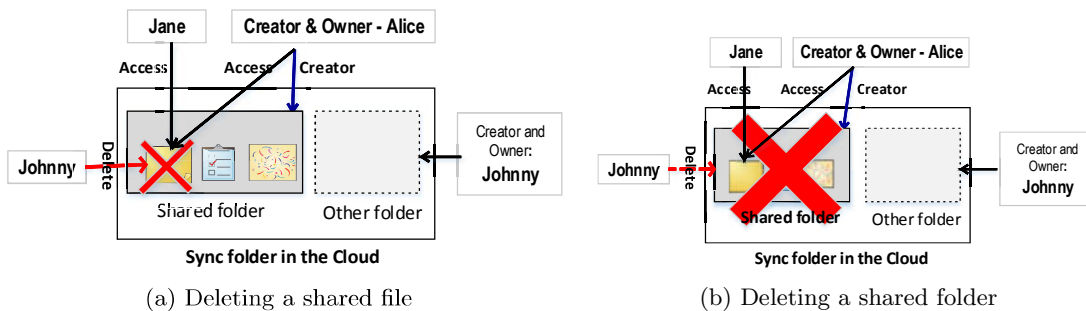 Jane
Creator & Owner - Alice
Access
Access
Creator
Johnny
Delete
Creator and
Owner:
Johnny
Shared folder
Other folder
Sync folder in the Cloud
(a) Deleting a shared file
Jane
Creator & Owner - Alice
Access
Access
Creator
Johnny
Delete
Creator and
Owner:
Johnny
Shared folder
Other folder
Sync folder in the Cloud
(b) Deleting a shared folder